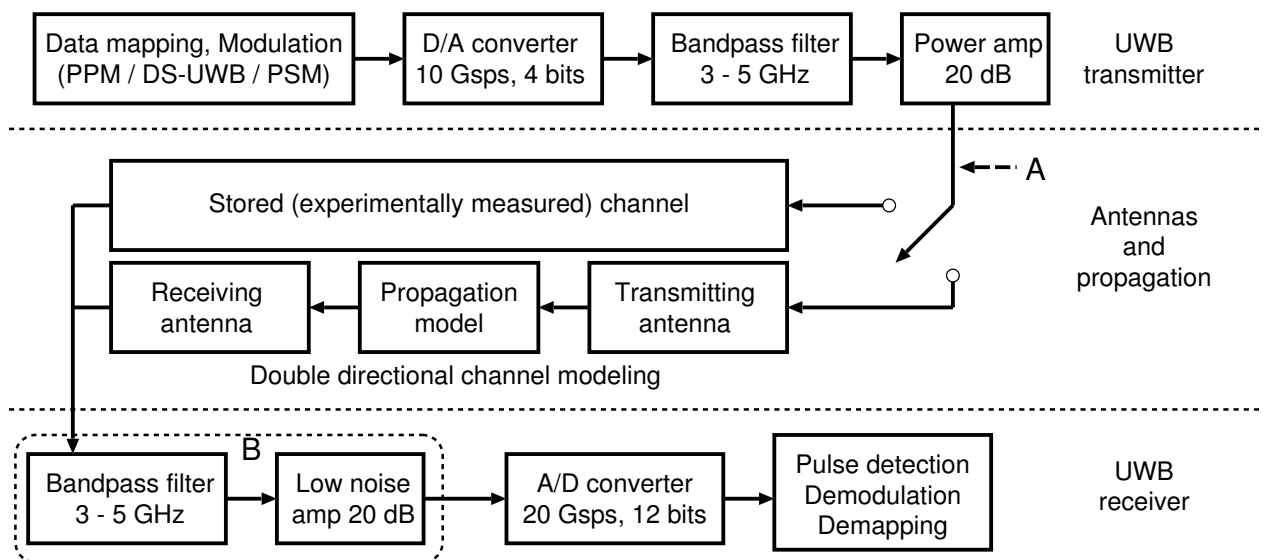 Data mapping, Modulation
(PPM / DS-UWB / PSM)
D/A converter
10 Gsps, 4 bits
Bandpass filter
3 - 5 GHz
Power amp
20 dB
UWB
transmitter
A
Stored (experimentally measured) channel
Antennas
and
propagation
Receiving
antenna
Propagation
model
Transmitting
antenna
Double directional channel modeling
B
Bandpass filter
3 - 5 GHz
Low noise
amp 20 dB
A/D converter
20 Gsps, 12 bits
Pulse detection
Demodulation
Demapping
UWB
receiver